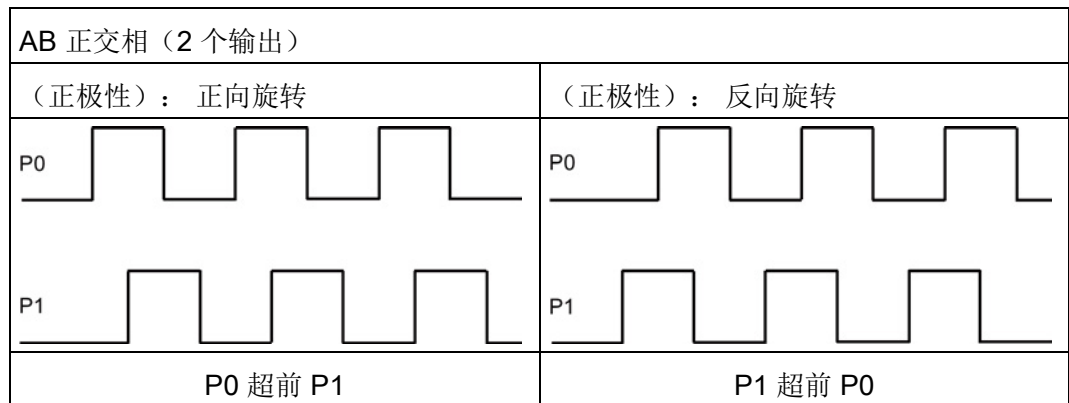 AB 正交相（2 个输出）
（正极性）： 正向旋转
（正极性）： 反向旋转
P0
P0
P1
P1
P0 超前 P1
P1 超前 P0